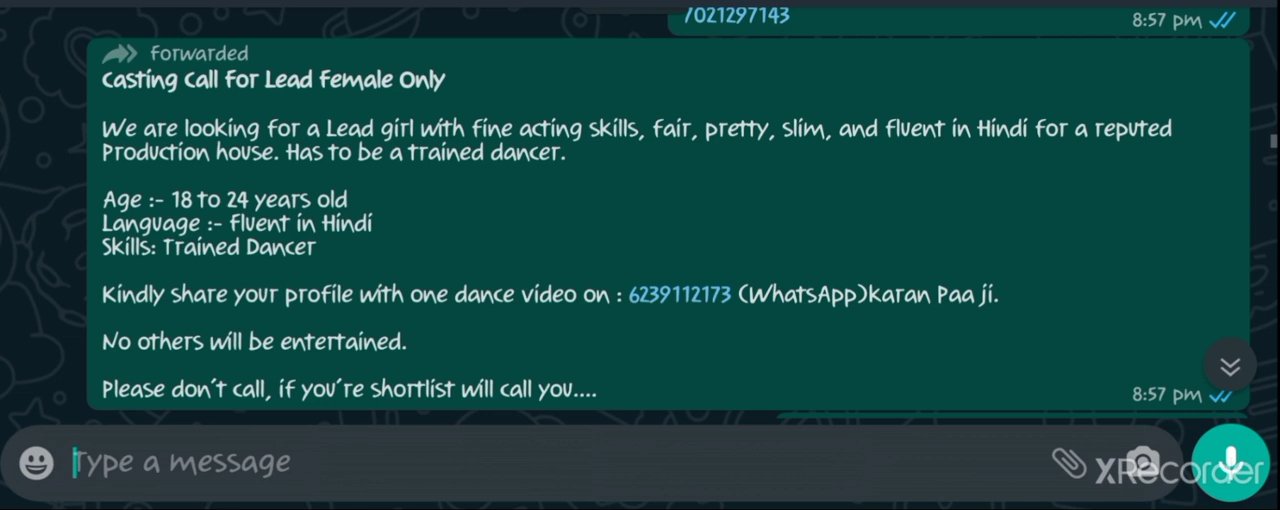 7021297143
8:57 pm
forwarded
Casting Call For Lead Female Only
We are looking for a Lead girl with fine acting skills, fair, pretty, slim, and fluent in Hindi for a reputed
Production house. Has to be a trained dancer.
Age :- 18 to 24 years old
Language :- Fluent in Hindi
Skills: Trained Dancer
Kindly share your profile with one dance video on : 6239112173 (WhatsApp)Karan Paa ji.
No others will be entertained.
Please don't call, if you're shortlist will call you....
8:57 pm
Type a message
XRecorder